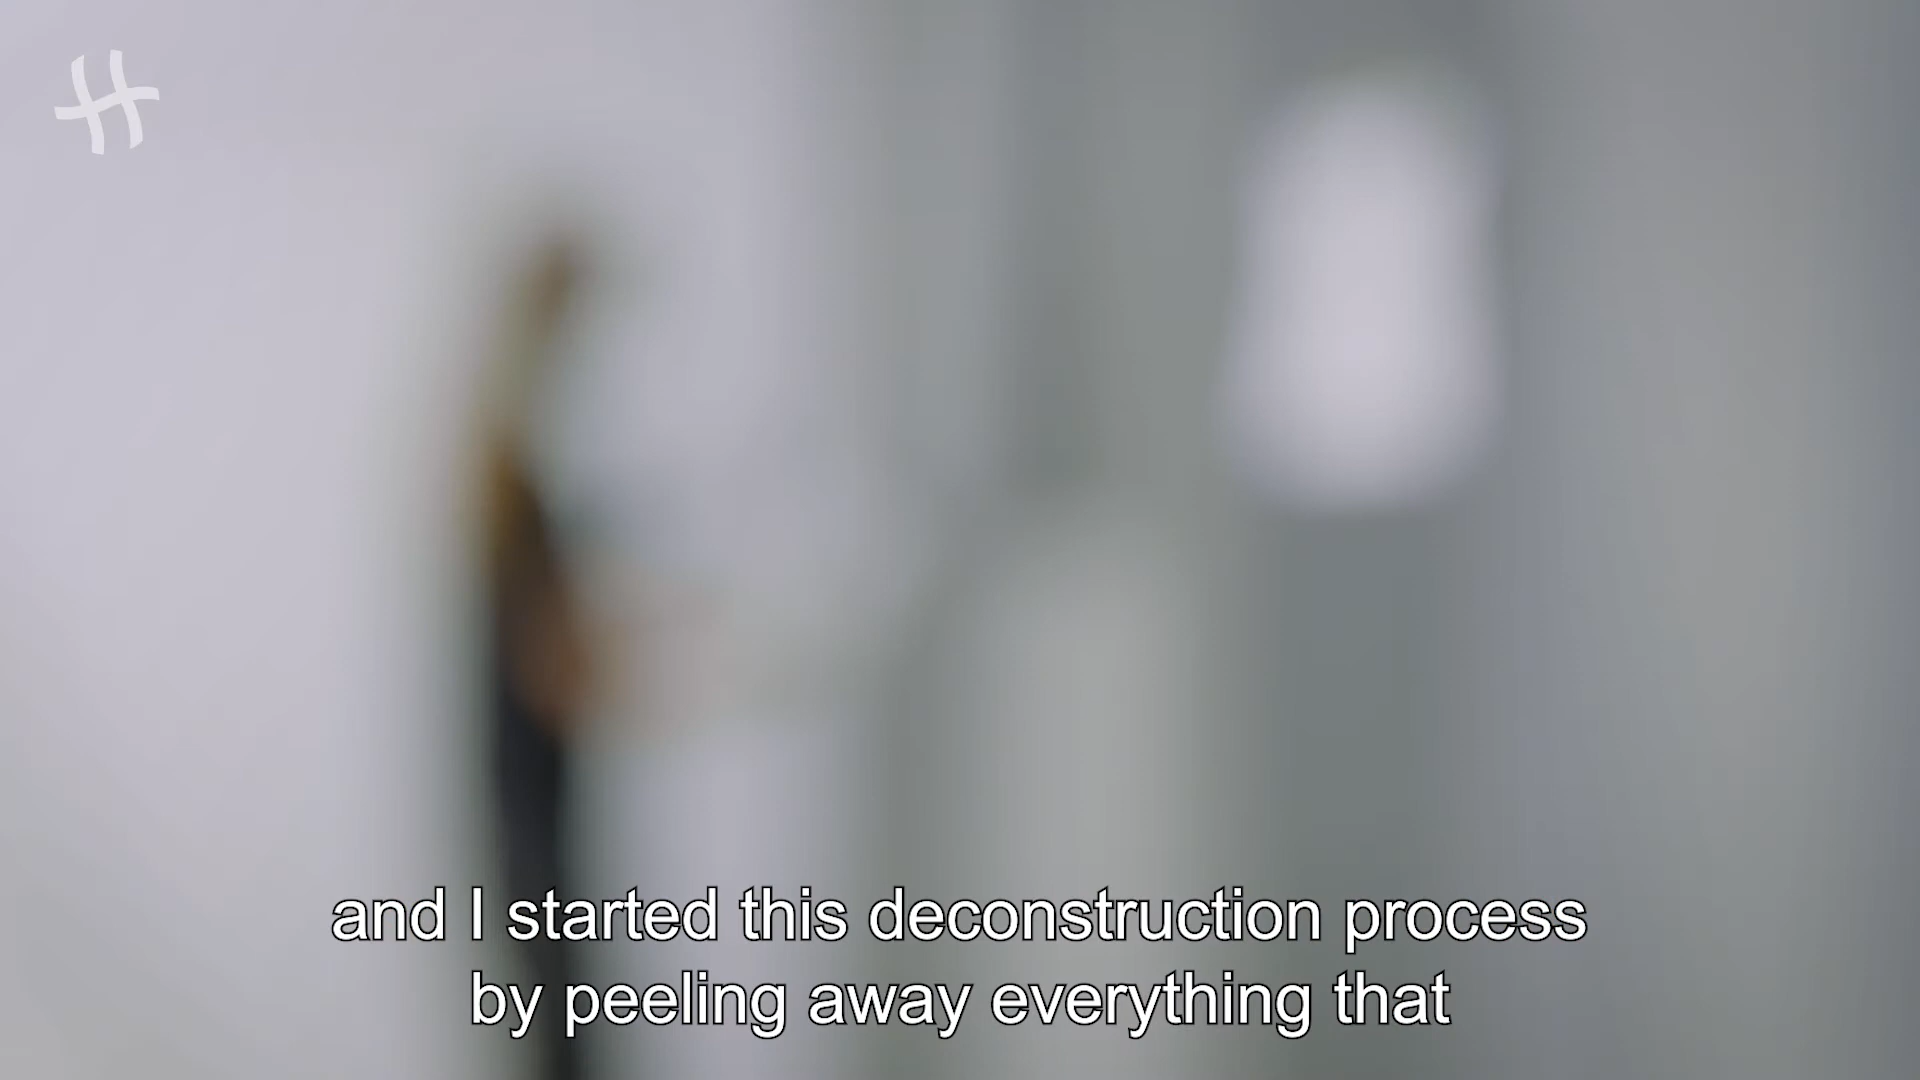 and I started this deconstruction process
by peeling away everything that